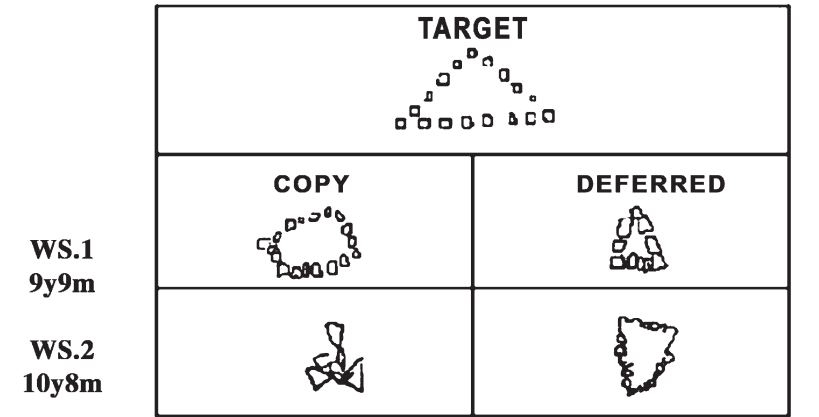 TARGET
COPY
DEFERRED
WS.1
9y9m
WS.2
10y8m